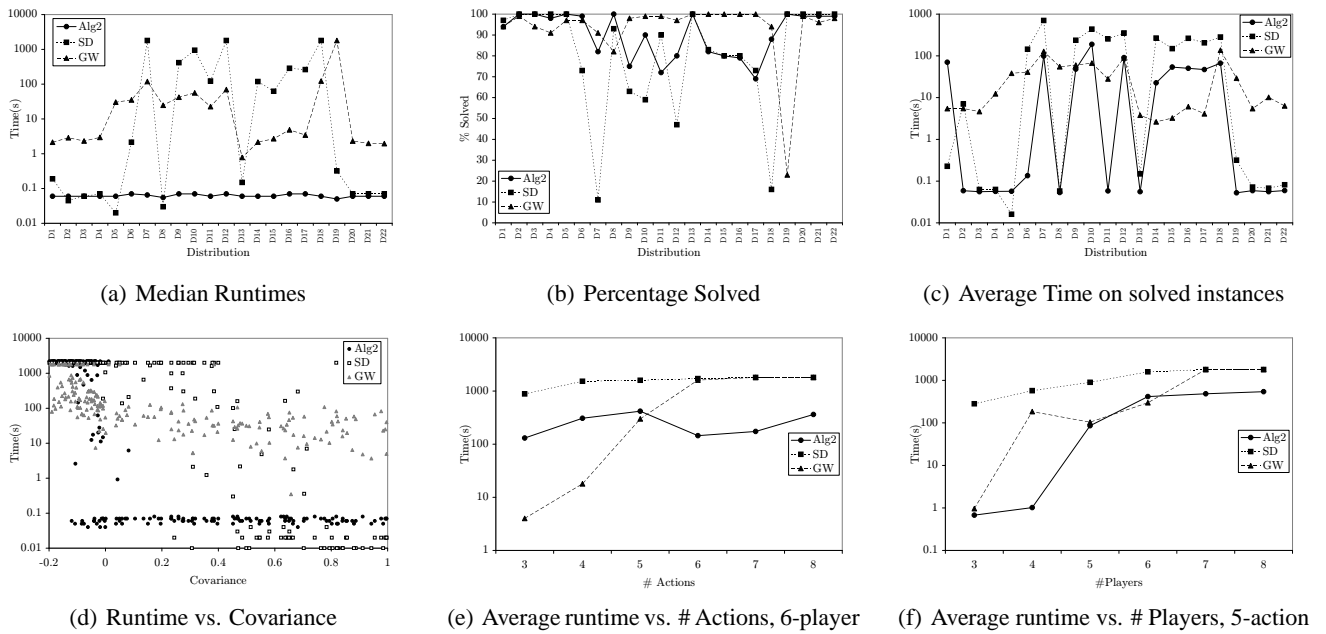 10000
1000
100
10
1
0.1
0.01
Time(s)
Alg2
SD
GW
D1 D2 D3 D4 D5 D6 D7 D8 D9 D10 D11 D12 D13 D14 D15 D16 D17 D18 D19 D20 D21 D22
Distribution
(a) Median Runtimes
100
90
80
70
60
50
40
30
20
10
0
% Solved
Alg2
SD
GW
D1 D2 D3 D4 D5 D6 D7 D8 D9 D10 D11 D12 D13 D14 D15 D16 D17 D18 D19 D20 D21 D22
Distribution
(b) Percentage Solved
1000
100
10
1
0.1
0.01
Time(s)
Alg2
SD
GW
D1 D2 D3 D4 D5 D6 D7 D8 D9 D10 D11 D12 D13 D14 D15 D16 D17 D18 D19 D20 D21 D22
Distribution
(c) Average Time on solved instances
10000
1000
100
10
1
0.1
0.01
Time(s)
Alg2
SD
GW
-0.2 0 0.2 0.4 0.6 0.8 1
Covariance
(d) Runtime vs. Covariance
10000
1000
100
10
1
Time(s)
Alg2
SD
GW
3 4 5 6 7 8
# Actions
(e) Average runtime vs. # Actions, 6-player
10000
1000
100
10
1
0.1
Time(s)
Alg2
SD
GW
3 4 5 6 7 8
#Players
(f) Average runtime vs. # Players, 5-action